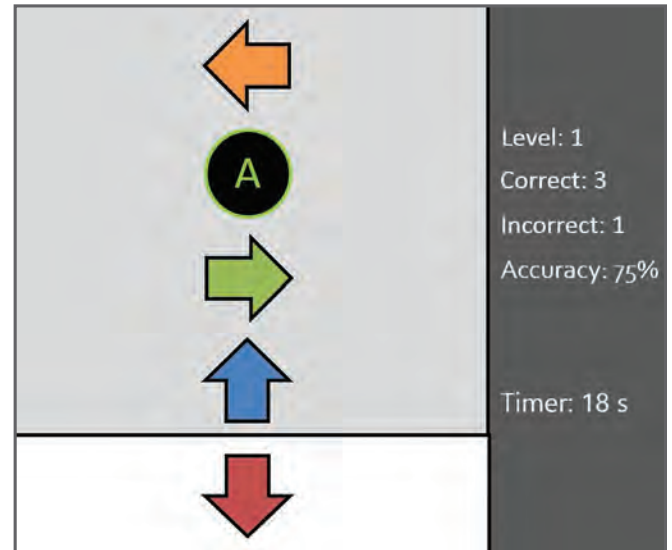 A
Level: 1
Correct: 3
Incorrect: 1
Accuracy: 75%
Timer: 18 s